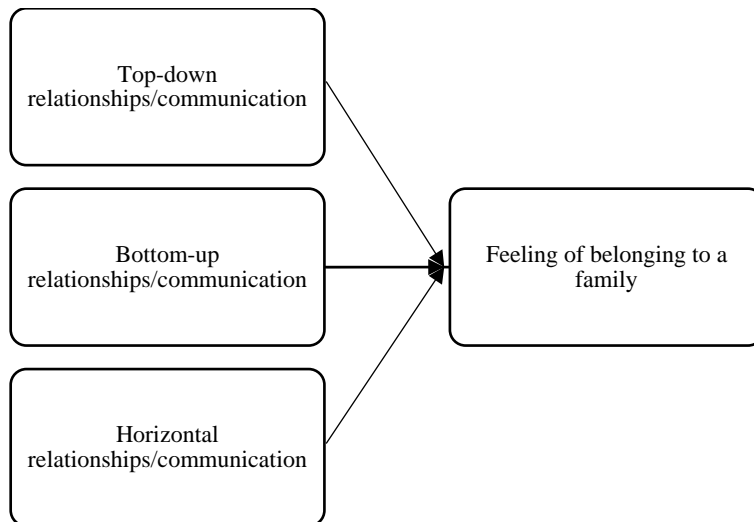 Top-down
relationships/communication
Bottom-up
relationships/communication
Feeling of belonging to a
family
Horizontal
relationships/communication